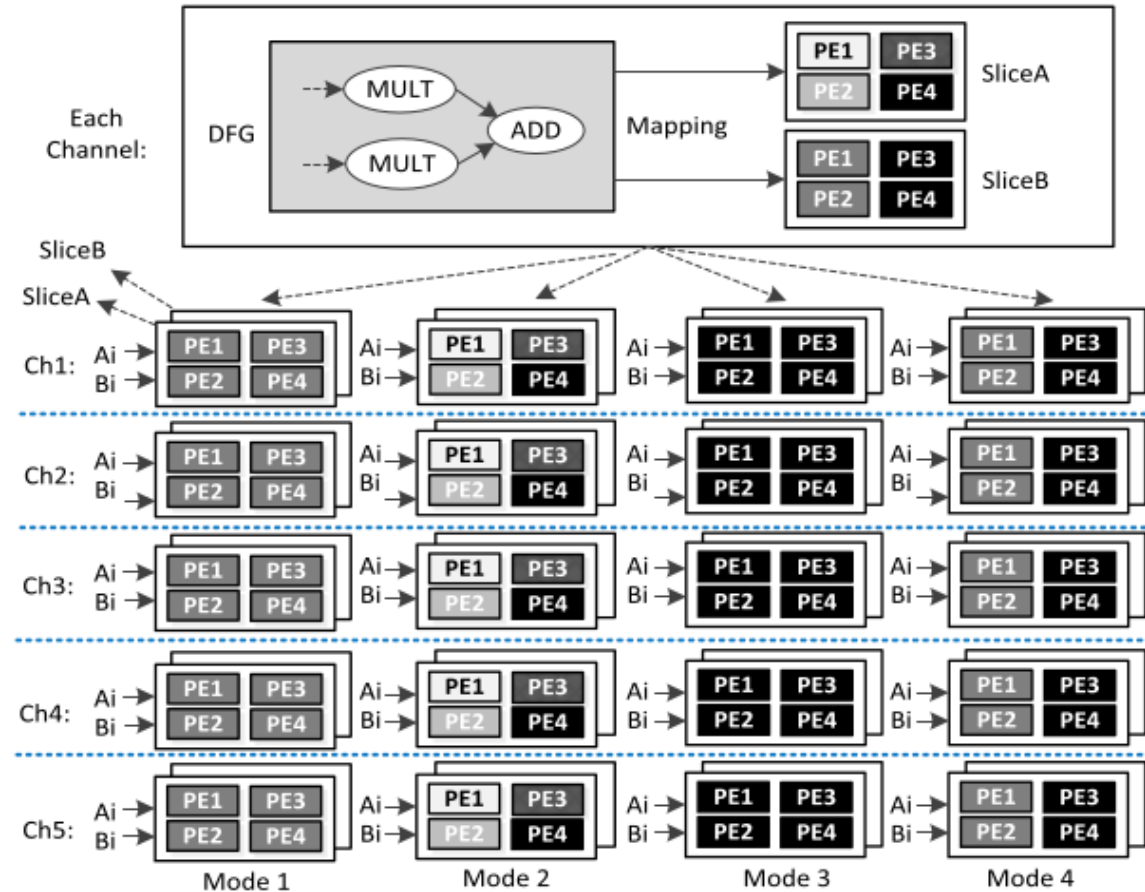 Each Channel:
DFG
MULT
MULT
ADD
Mapping
PE1 PE3
PE2 PE4
SliceA
PE1 PE3
PE2 PE4
SliceB
SliceB
SliceA
Ch1:
Ai
Bi
PE1 PE3
PE2 PE4
Ai
Bi
PE1 PE3
PE2 PE4
Ai
Bi
PE1 PE3
PE2 PE4
Ai
Bi
PE1 PE3
PE2 PE4
Ch2:
Ai
Bi
PE1 PE3
PE2 PE4
Ai
Bi
PE1 PE3
PE2 PE4
Ai
Bi
PE1 PE3
PE2 PE4
Ai
Bi
PE1 PE3
PE2 PE4
Ch3:
Ai
Bi
PE1 PE3
PE2 PE4
Ai
Bi
PE1 PE3
PE2 PE4
Ai
Bi
PE1 PE3
PE2 PE4
Ai
Bi
PE1 PE3
PE2 PE4
Ch4:
Ai
Bi
PE1 PE3
PE2 PE4
Ai
Bi
PE1 PE3
PE2 PE4
Ai
Bi
PE1 PE3
PE2 PE4
Ai
Bi
PE1 PE3
PE2 PE4
Ch5:
Ai
Bi
PE1 PE3
PE2 PE4
Ai
Bi
PE1 PE3
PE2 PE4
Ai
Bi
PE1 PE3
PE2 PE4
Ai
Bi
PE1 PE3
PE2 PE4
Mode 1 Mode 2 Mode 3 Mode 4